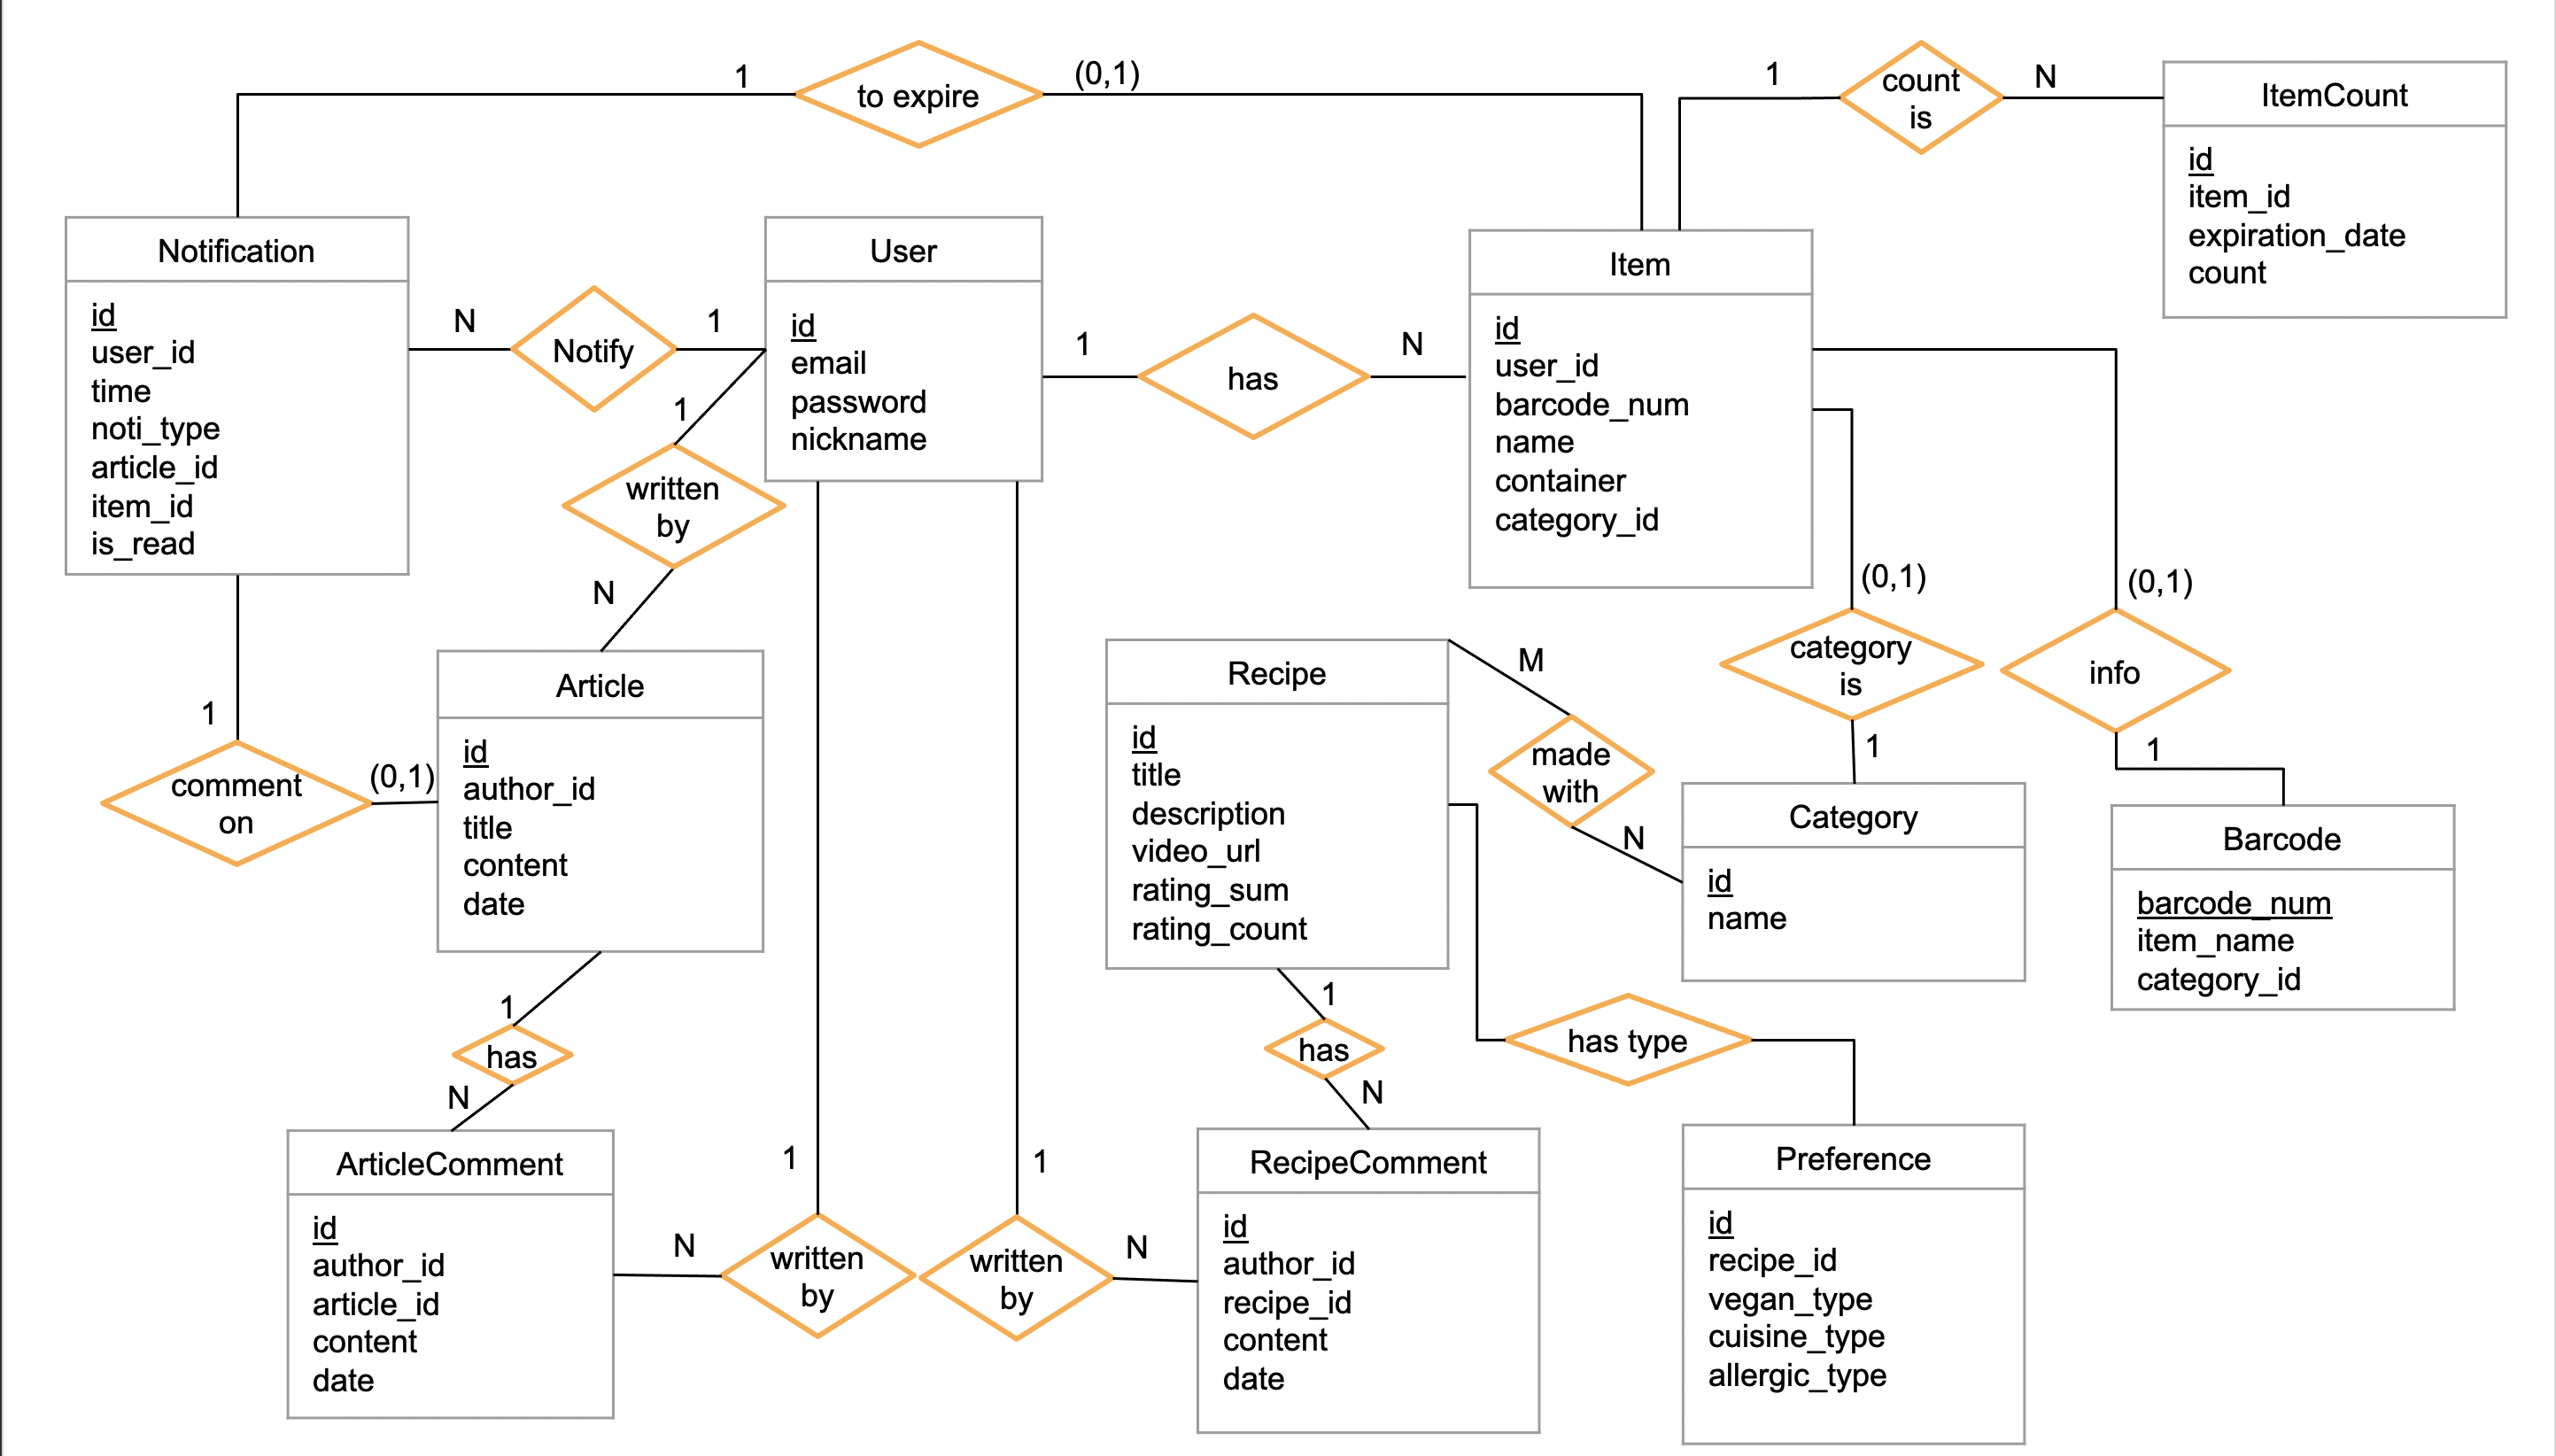 1
to expire
(0,1)
1
count
is
N
ItemCount
id
item_id
expiration_date
count
Notification
id
user_id
time
noti_type
article_id
item_id
is_read
N
Notify
1
User
id
email
password
nickname
1
has
N
Item
id
user_id
barcode_num
name
container
category_id
1
written
by
N
(0,1)
category
is
1
(0,1)
info
1
1
comment
on
(0,1)
Article
id
author_id
title
content
date
Recipe
id
title
description
video_url
rating_sum
rating_count
M
made
with
N
Category
id
name
Barcode
barcode_num
item_name
category_id
1
has
N
1
has
N
has type
ArticleComment
id
author_id
article_id
content
date
N
1
written
by
1
written
by
N
RecipeComment
id
author_id
recipe_id
content
date
Preference
id
recipe_id
vegan_type
cuisine_type
allergic_type